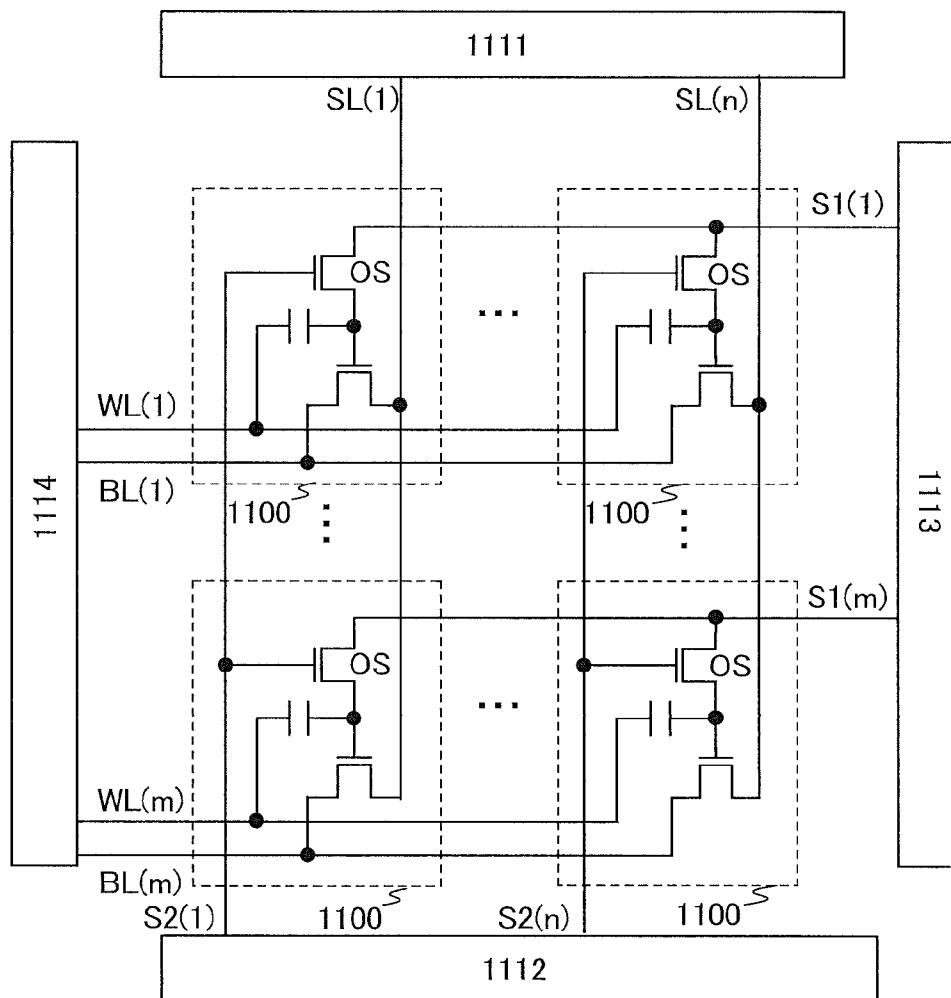 1111
SL(1)
SL(n)
S1(1)
OS
OS
...
WL(1)
BL(1)
1100
1100
1114
1113
S1(m)
OS
OS
...
WL(m)
BL(m)
S2(1)
1100
S2(n)
1100
1112